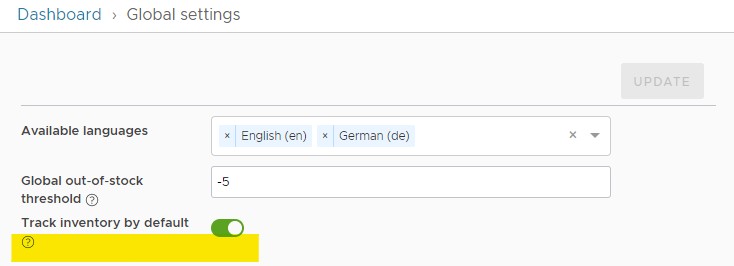 Dashboard › Global settings
UPDATE
Available languages
× English (en) × German (de) ×
Global out-of-stock
threshold ?
-5
Track inventory by default
?